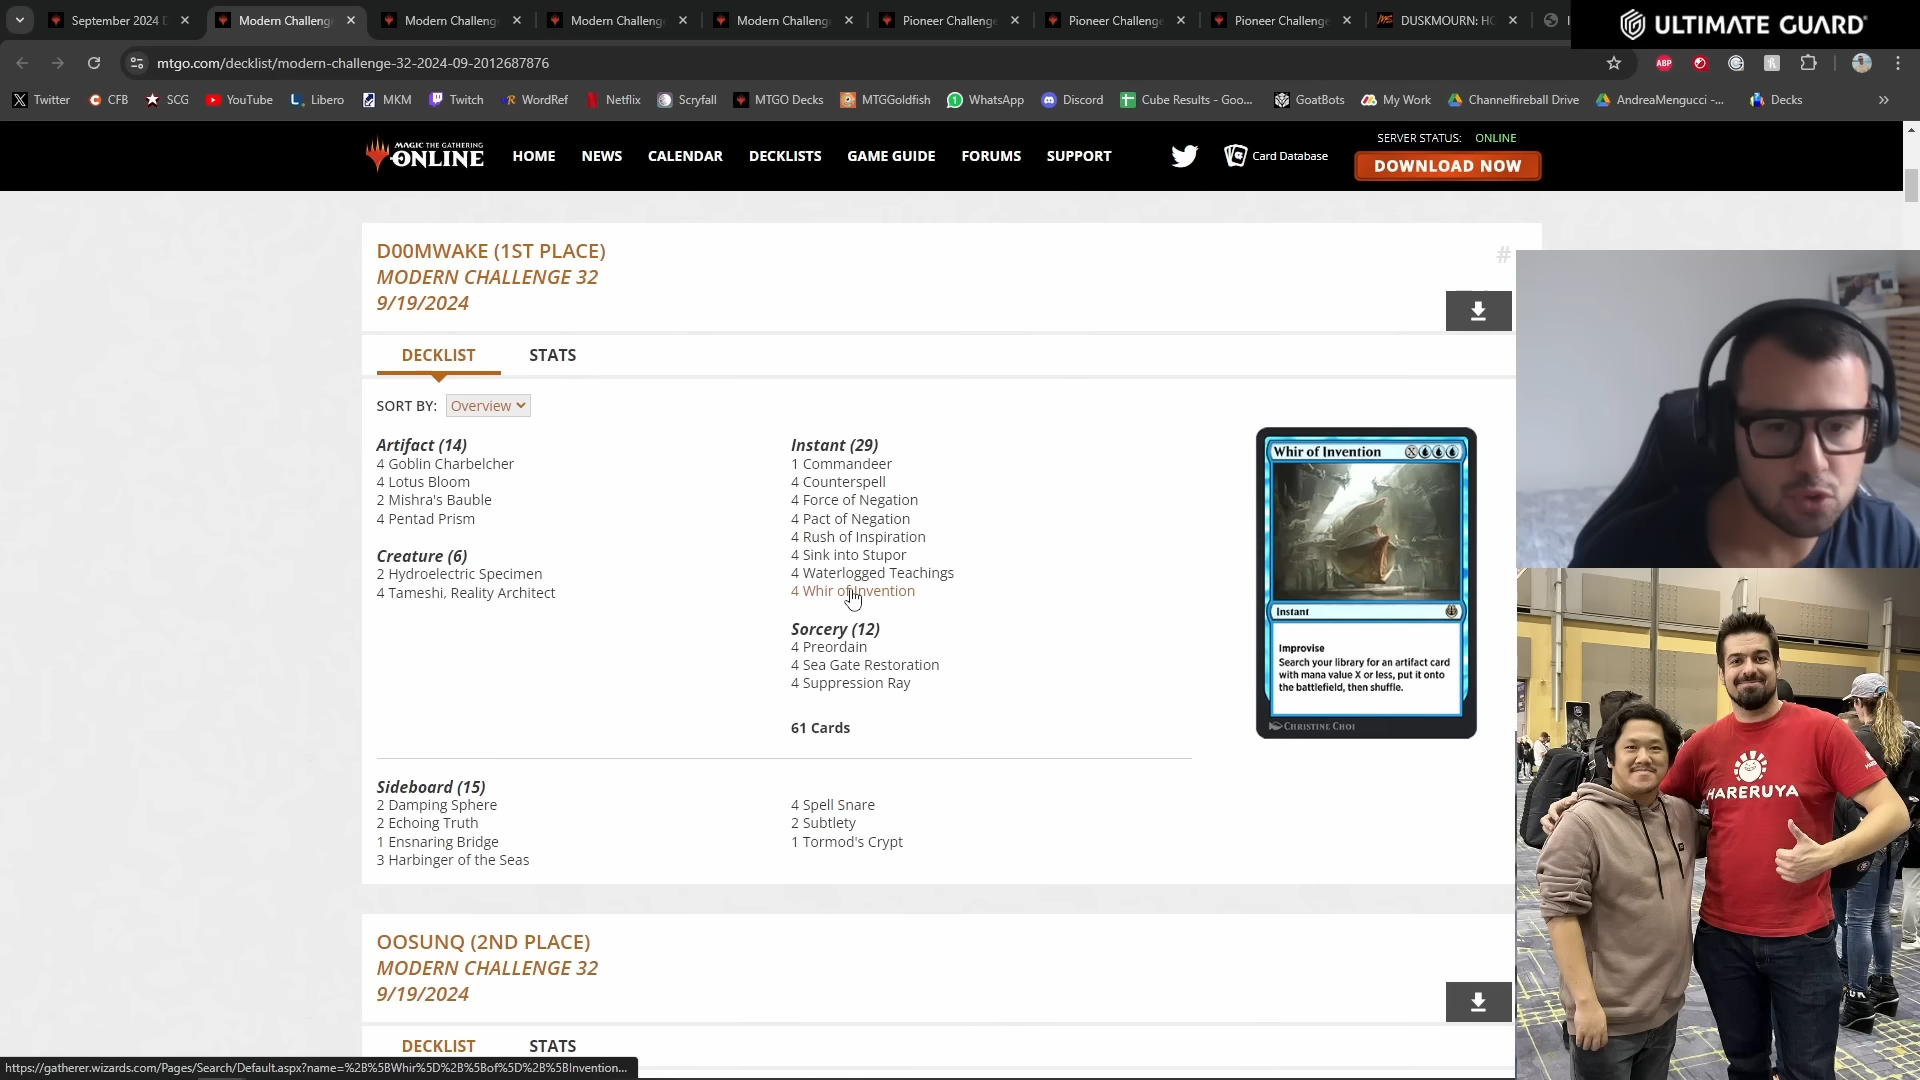 September 2024 D
Modern Challenge
Modern Challenge
Modern Challenge
Modern Challenge
Pioneer Challenge
Pioneer Challenge
Pioneer Challenge
DUSKMOURN: HO
ULTIMATE GUARD
mtgo.com/decklist/modern-challenge-32-2024-09-2012687876
ABP
Twitter
CFB
SCG
YouTube
Libero
MKM
Twitch
WordRef
Netflix
Scryfall
MTGO Decks
MTGGoldfish
WhatsApp
Discord
Cube Results - Goo...
GoatBots
My Work
Channelfireball Drive
AndreaMengucci -...
Decks
MAGIC THE GATHERING
ONLINE
HOME
NEWS
CALENDAR
DECKLISTS
GAME GUIDE
FORUMS
SUPPORT
Card Database
SERVER STATUS: ONLINE
DOWNLOAD NOW
D00MWAKE (1ST PLACE)
MODERN CHALLENGE 32
9/19/2024
#
DECKLIST
STATS
SORT BY: Overview
Artifact (14)
4 Goblin Charbelcher
4 Lotus Bloom
2 Mishra's Bauble
4 Pentad Prism
Creature (6)
2 Hydroelectric Specimen
4 Tameshi, Reality Architect
Instant (29)
1 Commandeer
4 Counterspell
4 Force of Negation
4 Pact of Negation
4 Rush of Inspiration
4 Sink into Stupor
4 Waterlogged Teachings
4 Whir of Invention
Sorcery (12)
4 Preordain
4 Sea Gate Restoration
4 Suppression Ray
61 Cards
Whir of Invention X
Instant
Improvise
Search your library for an artifact card
with mana value X or less, put it onto
the battlefield, then shuffle.
CHRISTINE CHOI
Sideboard (15)
2 Damping Sphere
2 Echoing Truth
1 Ensnaring Bridge
3 Harbinger of the Seas
4 Spell Snare
2 Subtlety
1 Tormod's Crypt
HARERUYA
OOSUNQ (2ND PLACE)
MODERN CHALLENGE 32
9/19/2024
DECKLIST
STATS
https://gatherer.wizards.com/Pages/Search/Default.aspx?name=%2B%5BWhir%5D%2B%5Bof%5D%2B%5BInvention...